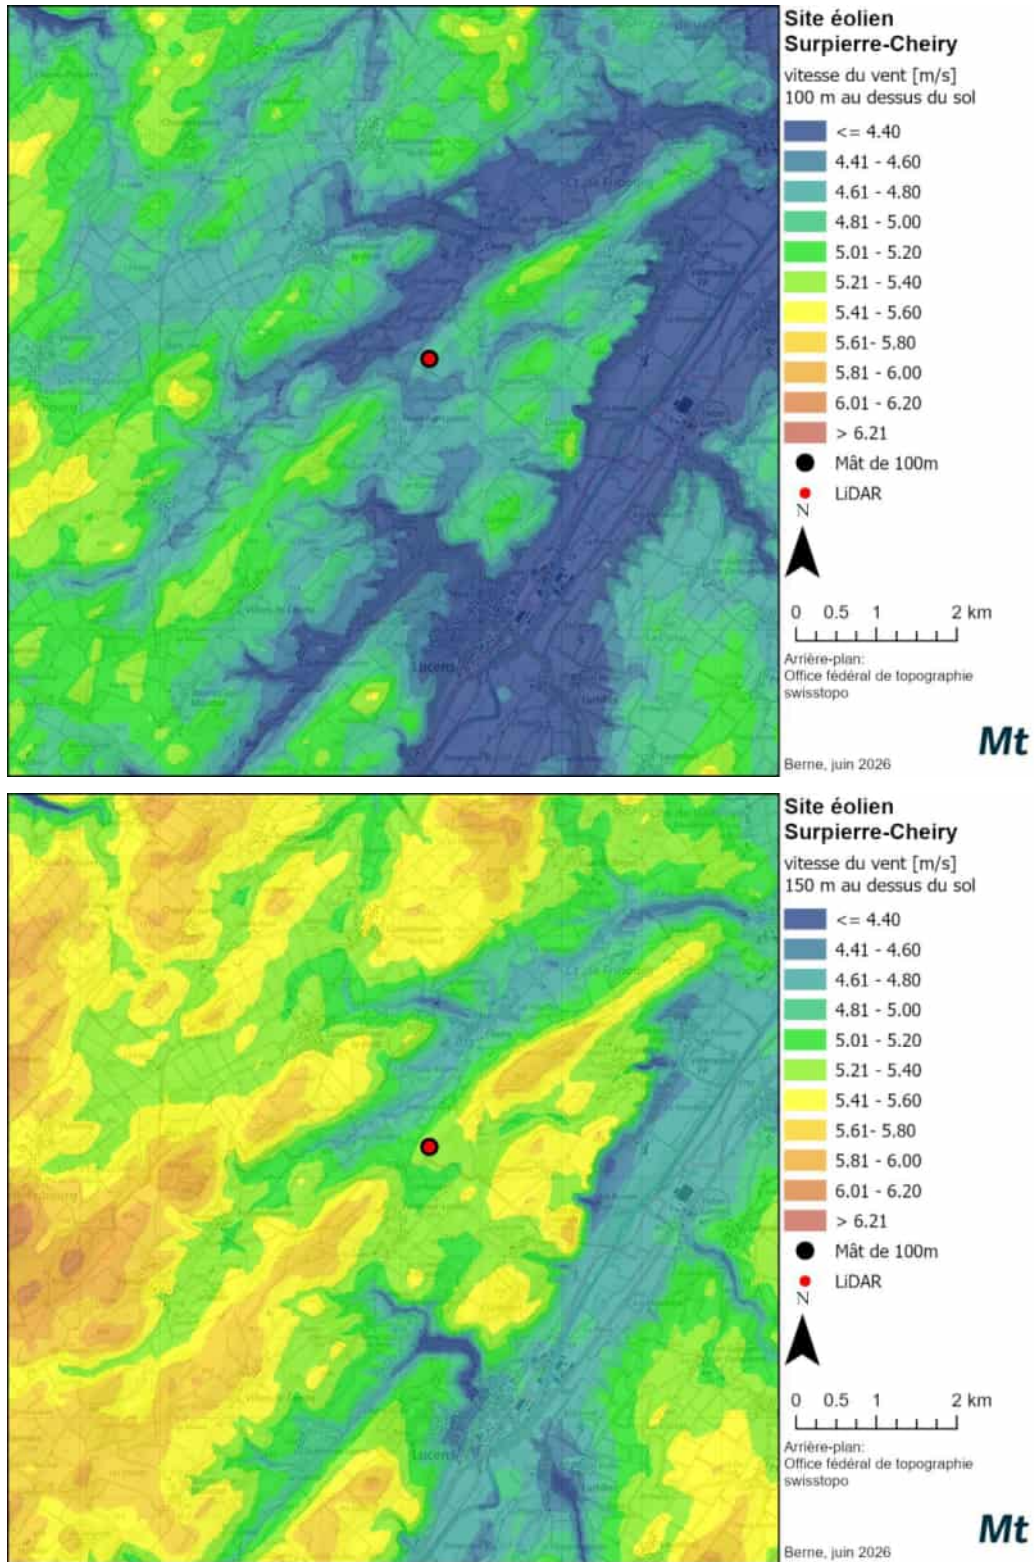 Site éolien
Surpierre-Cheiry
vitesse du vent [m/s]
100 m au dessus du sol
<= 4.40
4.41 - 4.60
4.61 - 4.80
4.81 - 5.00
5.01 - 5.20
5.21 - 5.40
5.41 - 5.60
5.61- 5.80
5.81 - 6.00
6.01 - 6.20
> 6.21
Mât de 100m
LiDAR
N
0 0.5 1 2 km
Arrière-plan:
Office fédéral de topographie
swisstopo
Mt
Berne, juin 2026
Lucens
Site éolien
Surpierre-Cheiry
vitesse du vent [m/s]
150 m au dessus du sol
<= 4.40
4.41 - 4.60
4.61 - 4.80
4.81 - 5.00
5.01 - 5.20
5.21 - 5.40
5.41 - 5.60
5.61- 5.80
5.81 - 6.00
6.01 - 6.20
> 6.21
Mât de 100m
LiDAR
N
0 0.5 1 2 km
Arrière-plan:
Office fédéral de topographie
swisstopo
Mt
Berne, juin 2026
Lucens